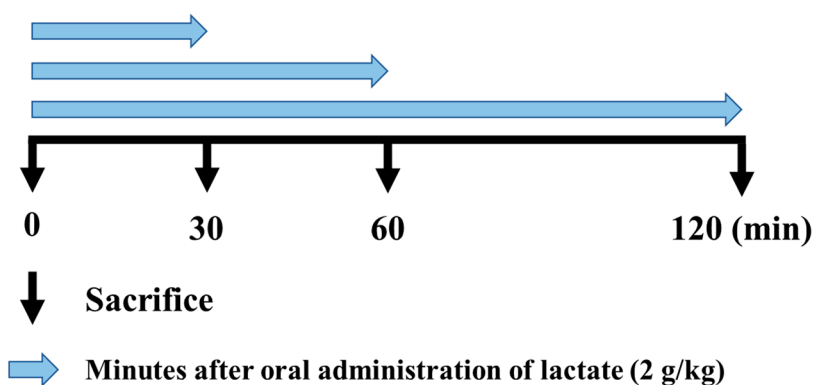 0 30 60 120 (min)
Sacrifice
Minutes after oral administration of lactate (2 g/kg)